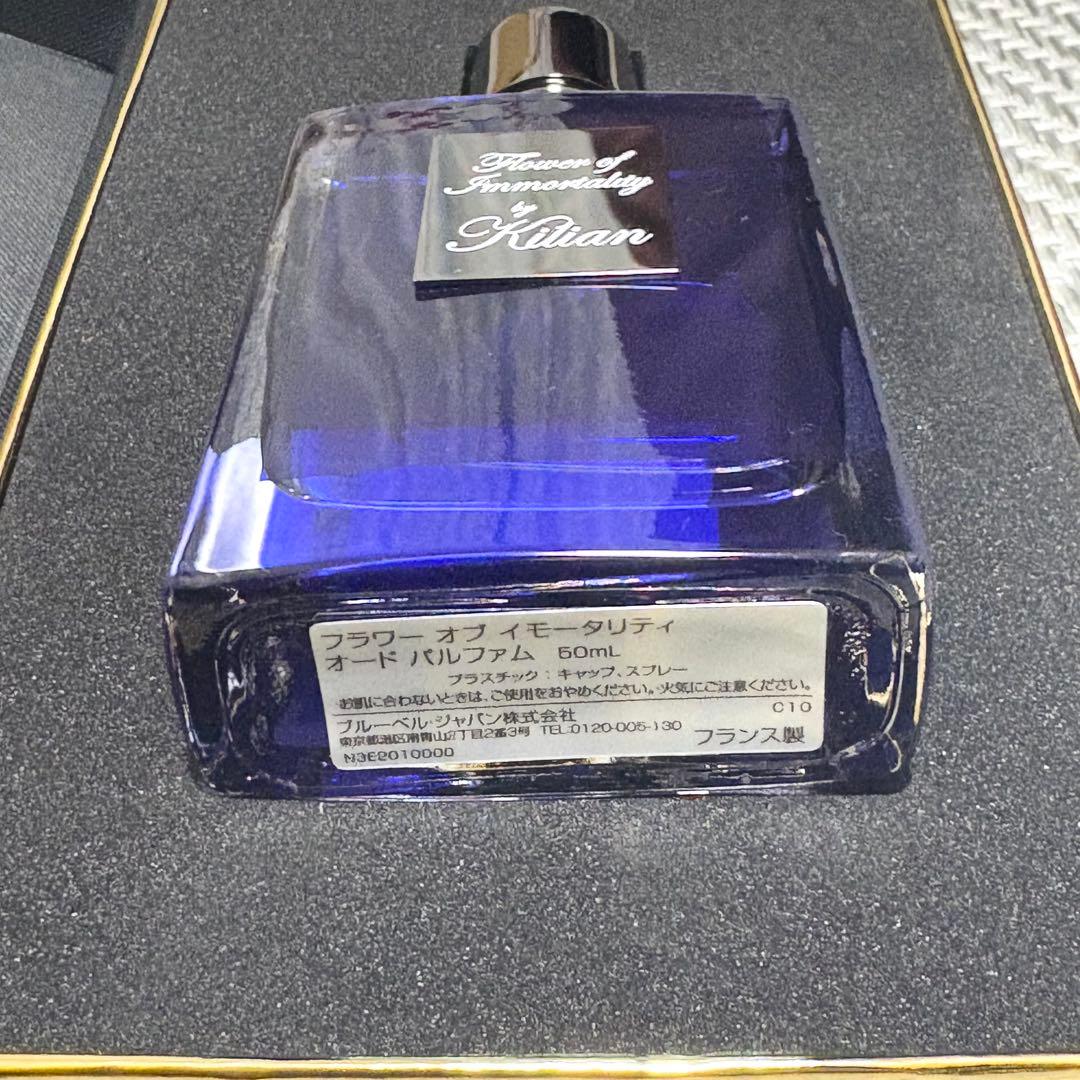 Flower of
Immortality
by
Kilian
フラワー オブ イモータリティ
オード パルファム 50mL
プラスチック：キャップ、スプレー
お肌に合わないときは、ご使用をおやめください。火気にご注意ください。
C10
ブルーベル・ジャパン株式会社
東京都港区南青山2丁目2番3号 TEL:0120-005-130
フランス製
N3E2010000